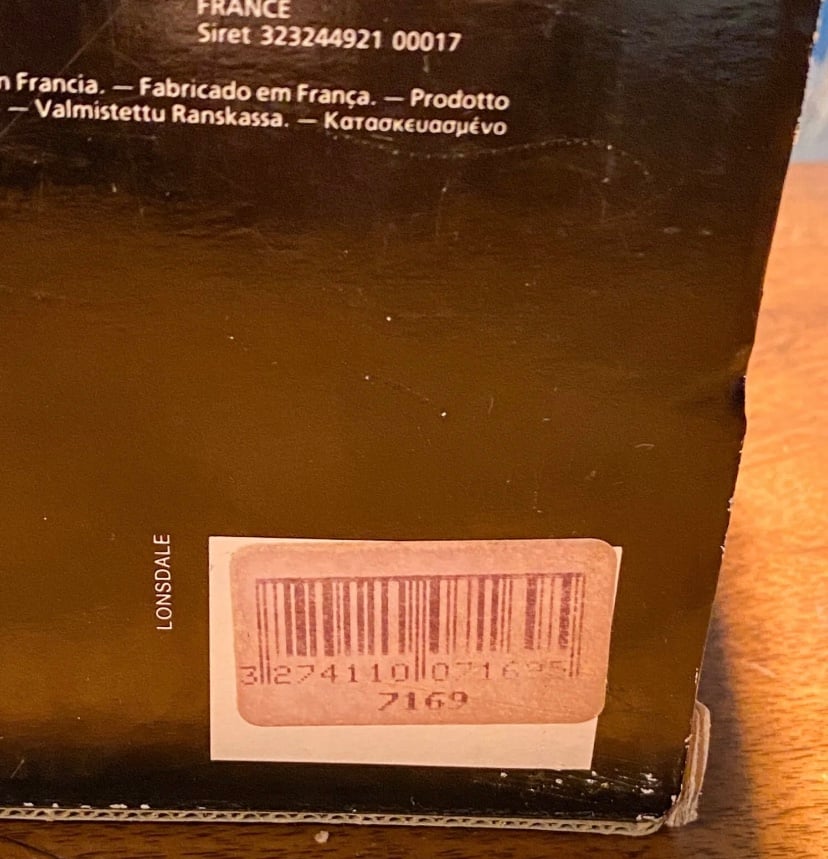 FRANCE
Siret 323244921 00017
n Francia. — Fabricado em França. — Prodotto
— Valmistettu Ranskassa. — Κατασκευασμένο
LONSDALE
3 274110 071695
7169